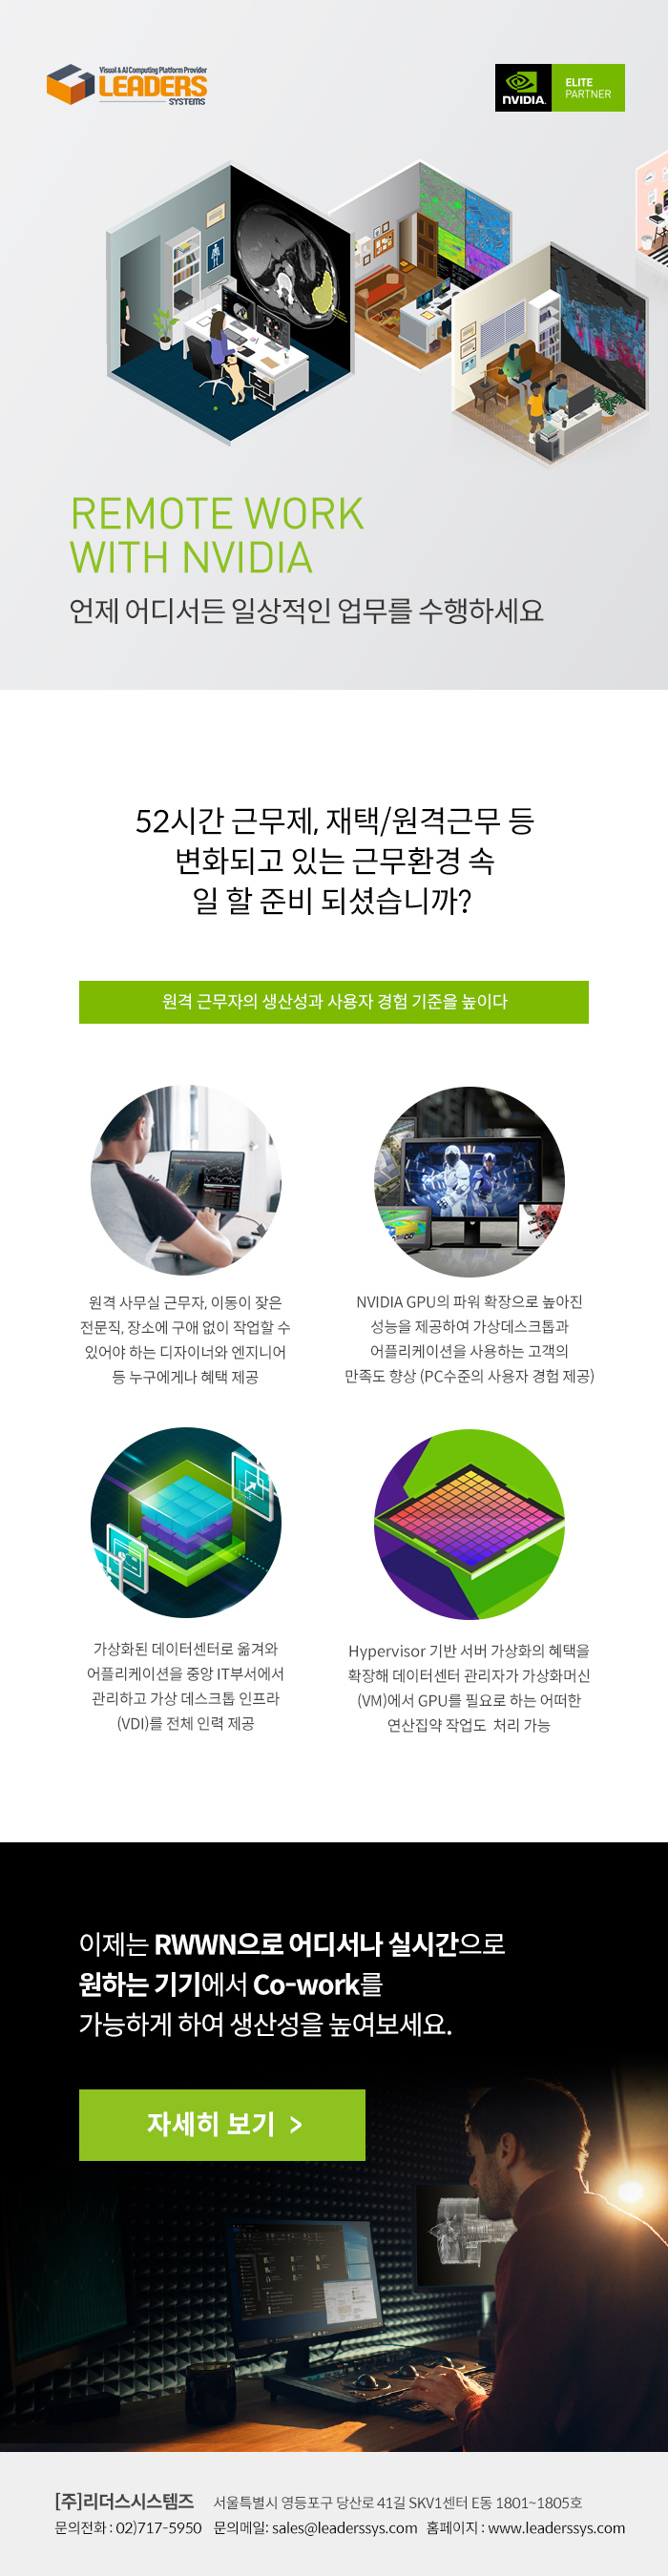 Visual & AI Computing Platform Provider
LEADERS
SYSTEMS
NVIDIA.
ELITE
PARTNER
REMOTE WORK
WITH NVIDIA
언제 어디서든 일상적인 업무를 수행하세요
52시간 근무제, 재택/원격근무 등
변화되고 있는 근무환경 속
일 할 준비 되셨습니까?
원격 근무자의 생산성과 사용자 경험 기준을 높이다
원격 사무실 근무자, 이동이 잦은
전문직, 장소에 구애 없이 작업할 수
있어야 하는 디자이너와 엔지니어
등 누구에게나 혜택 제공
NVIDIA GPU의 파워 확장으로 높아진
성능을 제공하여 가상데스크톱과
어플리케이션을 사용하는 고객의
만족도 향상 (PC수준의 사용자 경험 제공)
가상화된 데이터센터로 옮겨와
어플리케이션을 중앙 IT부서에서
관리하고 가상 데스크톱 인프라
(VDI)를 전체 인력 제공
Hypervisor 기반 서버 가상화의 혜택을
확장해 데이터센터 관리자가 가상화머신
(VM)에서 GPU를 필요로 하는 어떠한
연산집약 작업도 처리 가능
이제는 RWWN으로 어디서나 실시간으로
원하는 기기에서 Co-work를
가능하게 하여 생산성을 높여보세요.
자세히 보기 >
[주]리더스시스템즈 서울특별시 영등포구 당산로 41길 SKV1센터 E동 1801~1805호
문의전화 : 02)717-5950 문의메일: sales@leaderssys.com 홈페이지 : www.leaderssys.com